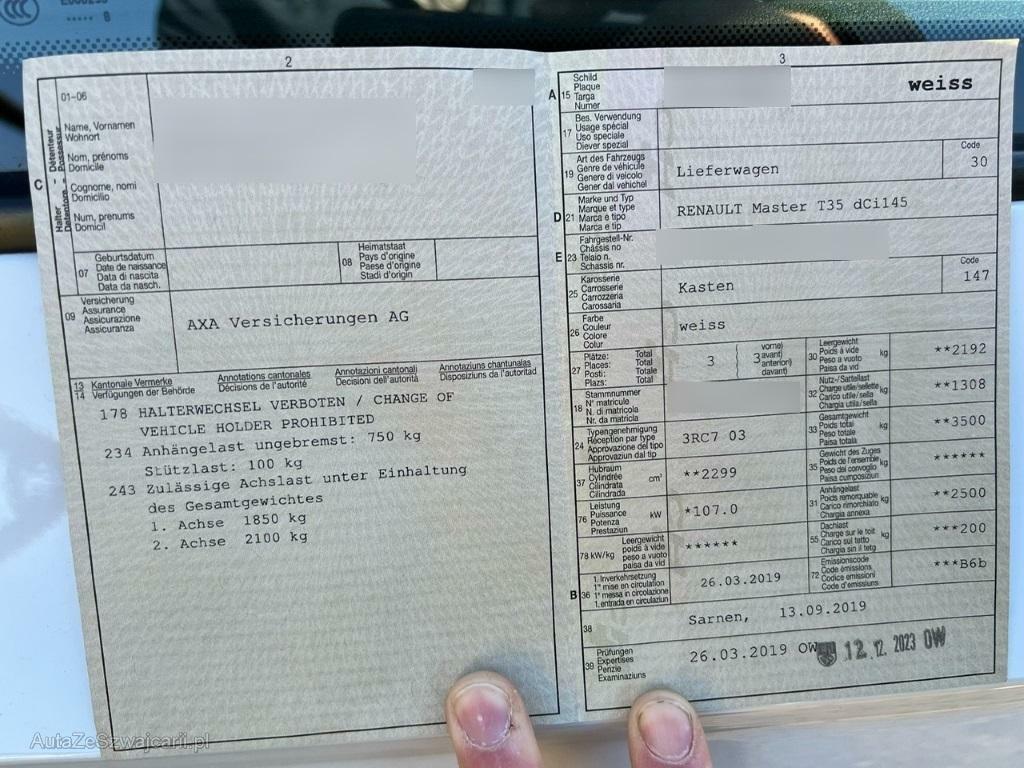 2
01-06
C
Halter - Détenteur
Detentore - Possessur
Name, Vornamen
Wohnort
Nom, prénoms
Domicile
Cognome, nomi
Domicilio
Num, prenums
Domicil
07
Geburtsdatum
Date de naissance
Data di nascita
Data da nasch.
08
Heimatstaat
Pays d'origine
Paese d'origine
Stadi d'origin
09
Versicherung
Assurance
Assicurazione
Assicuranza
AXA Versicherungen AG
13 Kantonale Vermerke
14 Verfügungen der Behörde
Annotations cantonales
Décisions de l'autorité
Annotazioni cantonali
Decisioni dell'autorità
Annotaziuns chantunalas
Disposiziuns da l'autoritad
178 HALTERWECHSEL VERBOTEN / CHANGE OF
VEHICLE HOLDER PROHIBITED
234 Anhängelast ungebremst: 750 kg
Stützlast: 100 kg
243 Zulässige Achslast unter Einhaltung
des Gesamtgewichtes
1. Achse 1850 kg
2. Achse 2100 kg
3
A 15
Schild
Plaque
Targa
Numer
weiss
17
Bes. Verwendung
Usage spécial
Uso speciale
Diever spezial
19
Art des Fahrzeugs
Genre de véhicule
Genere di veicolo
Gener dal vehichel
Lieferwagen
Code
30
D 21
Marke und Typ
Marque et type
Marca e tipo
Marca e tip
RENAULT Master T35 dCi145
E 23
Fahrgestell-Nr.
Châssis no
Telaio n.
Schassis nr.
25
Karosserie
Carrosserie
Carrozzeria
Carossaria
Kasten
Code
147
26
Farbe
Couleur
Colore
Colur
weiss
27
Plätze: Total
Places: Total
Posti: Totale
Plazs: Total
3
3
vorne)
avant)
anteriori)
davant)
30
Leergewicht
Poids à vide
Peso a vuoto
Paisa da vid
kg
**2192
18
Stammnummer
N° matricule
N. di matricola
Nr. da matricla
32
Nutz-/Sattellast
Charge utile/sellette
Carico utile/sella
Chargia utila/sella
kg
**1308
24
Typengenehmigung
Réception par type
Approvazione del tipo
Approvaziun dal tip
3RC7 03
33
Gesamtgewicht
Poids total
Peso totale
Paisa totala
kg
**3500
37
Hubraum
Cylindrée
Cilindrata
Cilindrada
cm³
**2299
35
Gewicht des Zuges
Poids de l'ensemble
Peso del convoglio
Paisa cumposiziun
kg
******
76
Leistung
Puissance
Potenza
Prestaziun
kW
*107.0
31
Anhängelast
Poids remorquable
Carico rimorchiato
Chargia annexa
kg
**2500
78 kW/kg
Leergewicht
poids à vide
peso a vuoto
paisa da vid
******
55
Dachlast
Charge sur le toit
Carico sul tetto
Chargia sin il tetg
kg
***200
B 36
1. Inverkehrsetzung
1re mise en circulation
1a messa in circolazione
1. entrada en circulaziun
26.03.2019
72
Emissionscode
Code émissions
Codice emissioni
Code d'emissiuns
***B6b
38
Sarnen, 13.09.2019
39
Prüfungen
Expertises
Perizie
Examinaziuns
26.03.2019 OW
12.12.2023 OW
AutaZeSzwajcarii.pl